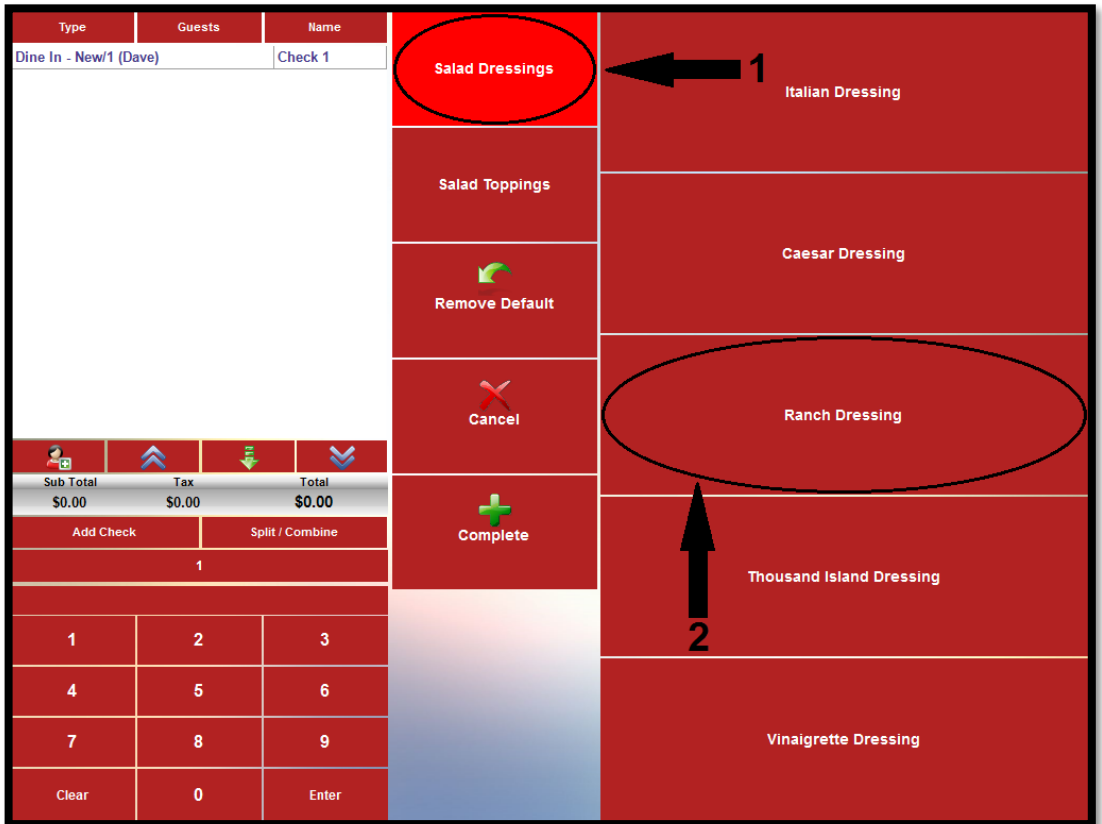 Type Guests Name
Dine In - New/1 (Dave) Check 1
Sub Total Tax Total
$0.00 $0.00 $0.00
Add Check Split / Combine
1
1 2 3
4 5 6
7 8 9
Clear 0 Enter
Salad Dressings
Salad Toppings
Remove Default
Cancel
Complete
1
Italian Dressing
Caesar Dressing
Ranch Dressing
Thousand Island Dressing
2
Vinaigrette Dressing